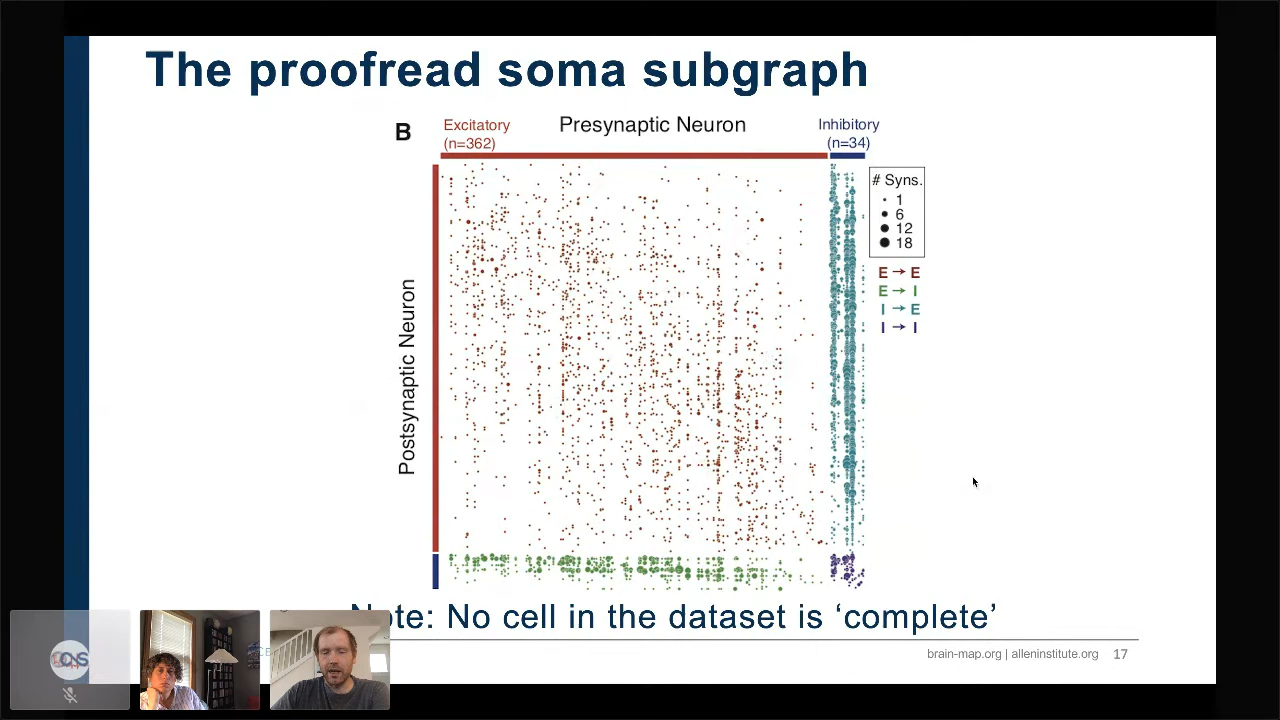 The proofread soma subgraph
B
Excitatory
(n=362)
Presynaptic Neuron
Inhibitory
(n=34)
Postsynaptic Neuron
# Syns.
1
6
12
18
E → E
E → I
I → E
I → I
Note: No cell in the dataset is ‘complete’
brain-map.org | alleninstitute.org 17